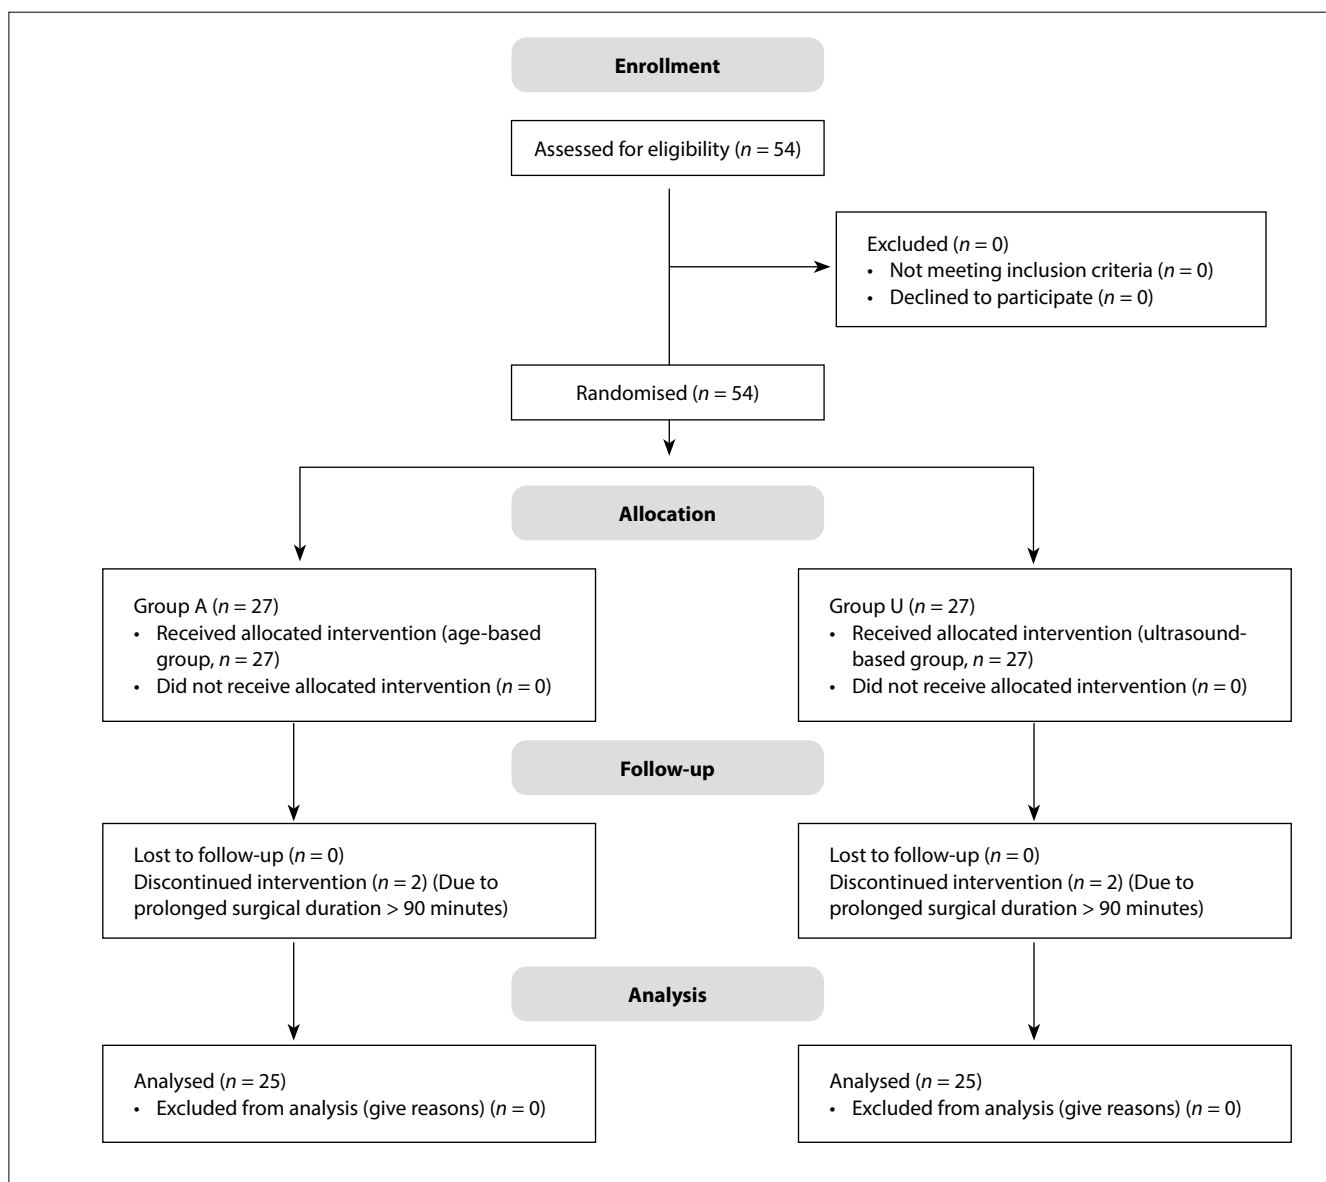 Enrollment
Assessed for eligibility (n = 54)
Excluded (n = 0)
• Not meeting inclusion criteria (n = 0)
• Declined to participate (n = 0)
Randomised (n = 54)
Allocation
Group A (n = 27)
• Received allocated intervention (age-based
group, n = 27)
• Did not receive allocated intervention (n = 0)
Group U (n = 27)
• Received allocated intervention (ultrasound-
based group, n = 27)
• Did not receive allocated intervention (n = 0)
Follow-up
Lost to follow-up (n = 0)
Discontinued intervention (n = 2) (Due to
prolonged surgical duration > 90 minutes)
Lost to follow-up (n = 0)
Discontinued intervention (n = 2) (Due to
prolonged surgical duration > 90 minutes)
Analysis
Analysed (n = 25)
• Excluded from analysis (give reasons) (n = 0)
Analysed (n = 25)
• Excluded from analysis (give reasons) (n = 0)